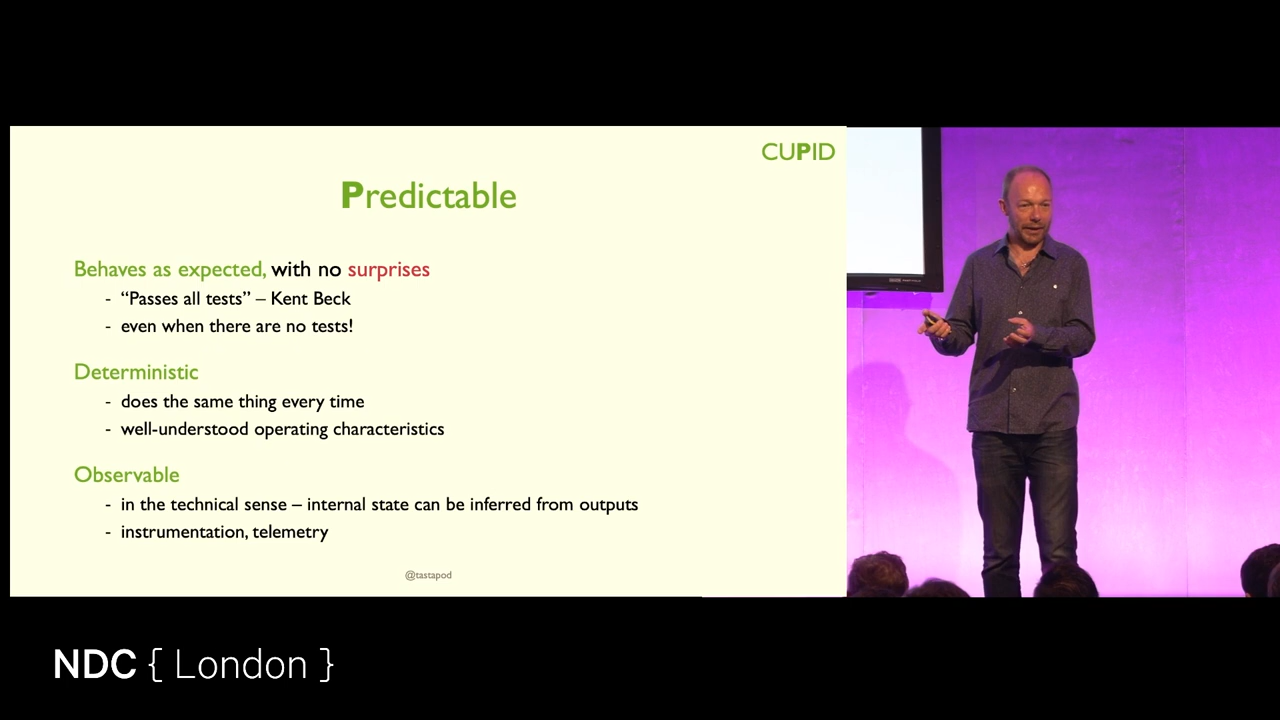 CUPID
Predictable
Behaves as expected, with no surprises
- “Passes all tests” – Kent Beck
- even when there are no tests!
Deterministic
- does the same thing every time
- well-understood operating characteristics
Observable
- in the technical sense – internal state can be inferred from outputs
- instrumentation, telemetry
@tastapod
NDC { London }